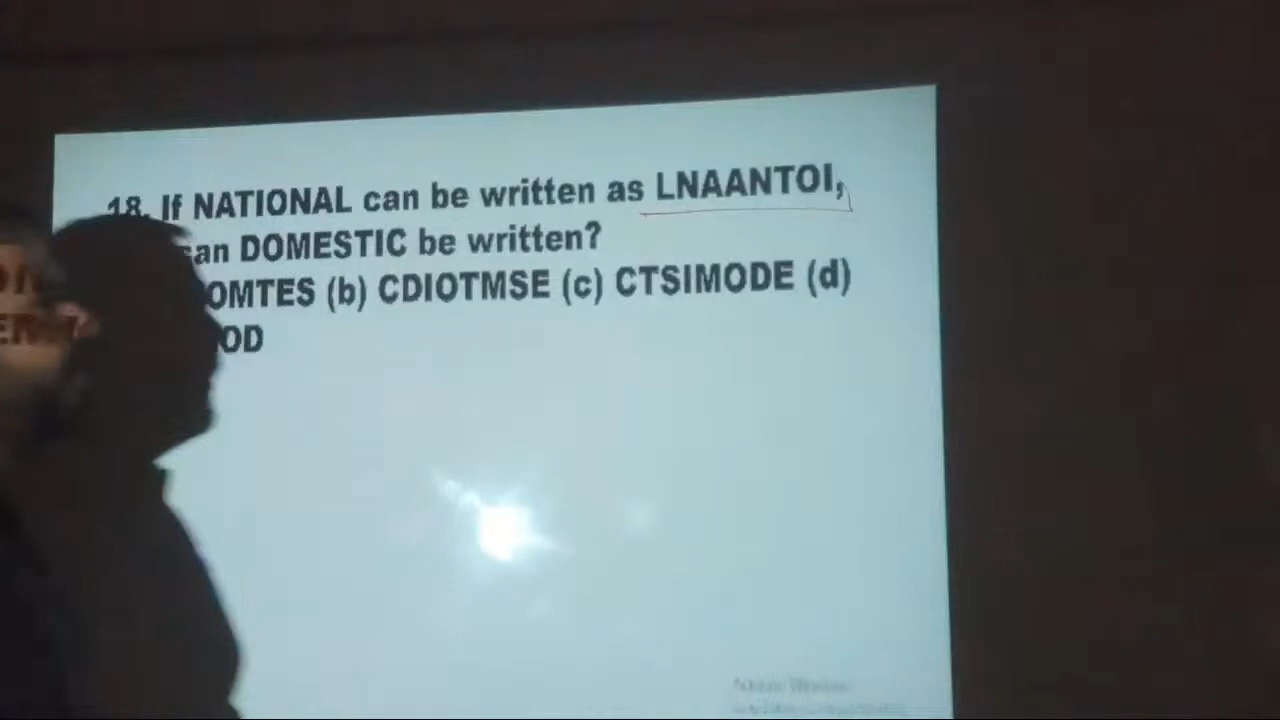 18. If NATIONAL can be written as LNAANTOI,
can DOMESTIC be written?
OMTES (b) CDIOTMSE (c) CTSIMODE (d)
OD